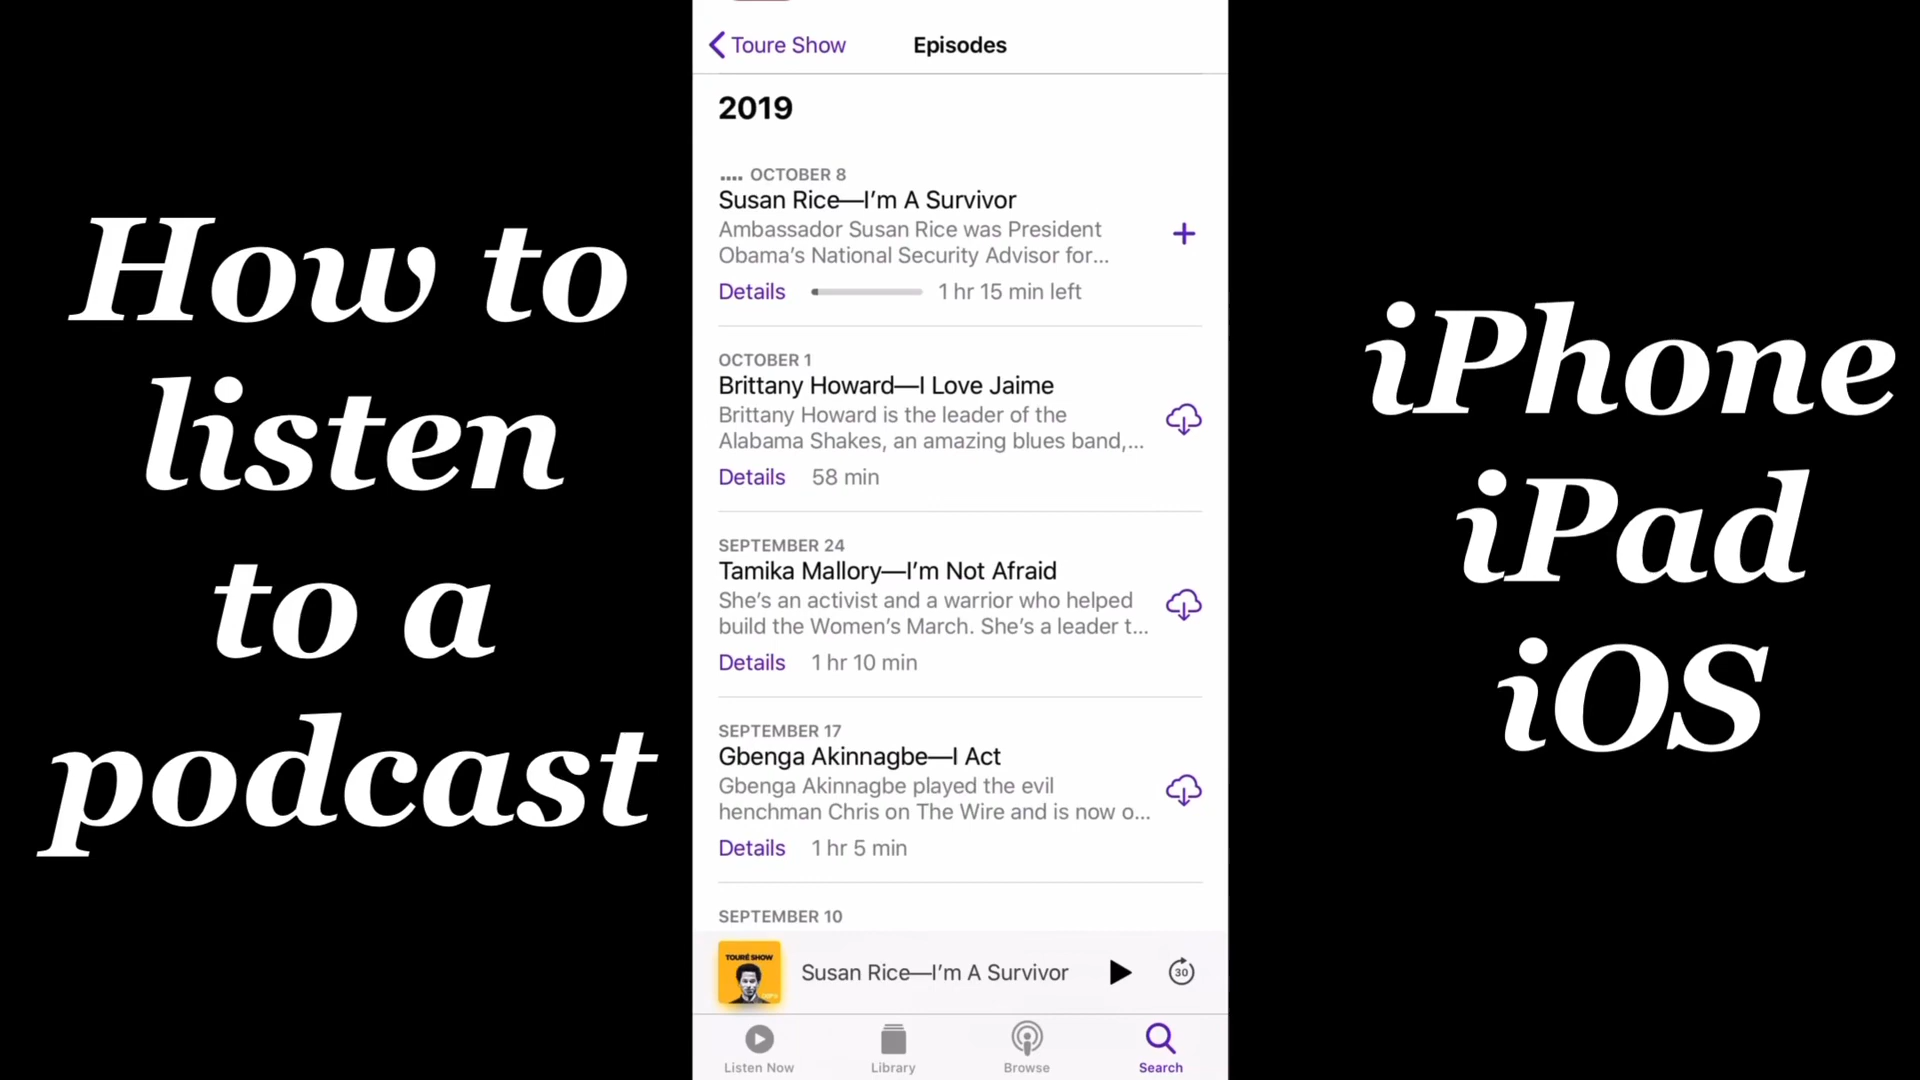 How to
listen
to a
podcast
Toure Show
Episodes
2019
OCTOBER 8
Susan Rice—I’m A Survivor
Ambassador Susan Rice was President
Obama’s National Security Advisor for...
Details 1 hr 15 min left
OCTOBER 1
Brittany Howard—I Love Jaime
Brittany Howard is the leader of the
Alabama Shakes, an amazing blues band,...
Details 58 min
SEPTEMBER 24
Tamika Mallory—I’m Not Afraid
She’s an activist and a warrior who helped
build the Women’s March. She’s a leader t...
Details 1 hr 10 min
SEPTEMBER 17
Gbenga Akinnagbe—I Act
Gbenga Akinnagbe played the evil
henchman Chris on The Wire and is now o...
Details 1 hr 5 min
SEPTEMBER 10
TOURÉ SHOW
Susan Rice—I’m A Survivor
30
Listen Now
Library
Browse
Search
iPhone
iPad
iOS